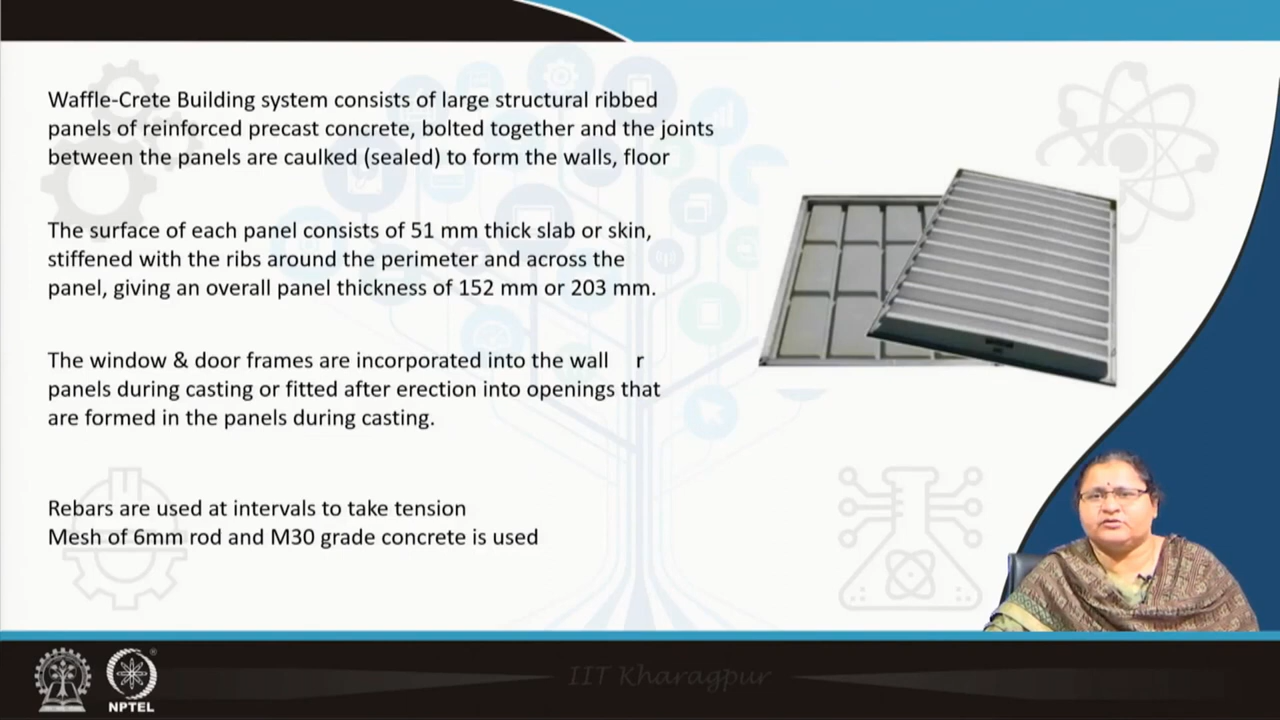 Waffle-Crete Building system consists of large structural ribbed
panels of reinforced precast concrete, bolted together and the joints
between the panels are caulked (sealed) to form the walls, floor
The surface of each panel consists of 51 mm thick slab or skin,
stiffened with the ribs around the perimeter and across the
panel, giving an overall panel thickness of 152 mm or 203 mm.
The window & door frames are incorporated into the wall r
panels during casting or fitted after erection into openings that
are formed in the panels during casting.
Rebars are used at intervals to take tension
Mesh of 6mm rod and M30 grade concrete is used
IIT Kharagpur
NPTEL